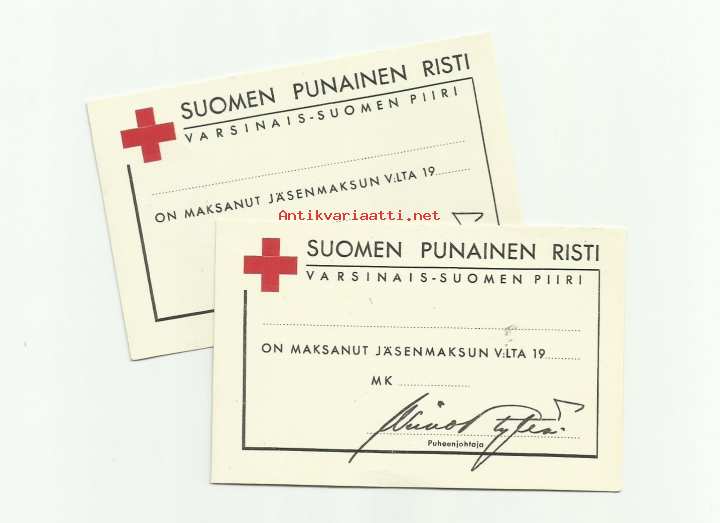 SUOMEN PUNAINEN RISTI
VARSINAIS-SUOMEN PIIRI
ON MAKSANUT JÄSENMAKSUN V:LTA 19
Antikvariaatti.net
SUOMEN PUNAINEN RISTI
VARSINAIS-SUOMEN PIIRI
ON MAKSANUT JÄSENMAKSUN V:LTA 19
MK
Puheenjohtaja